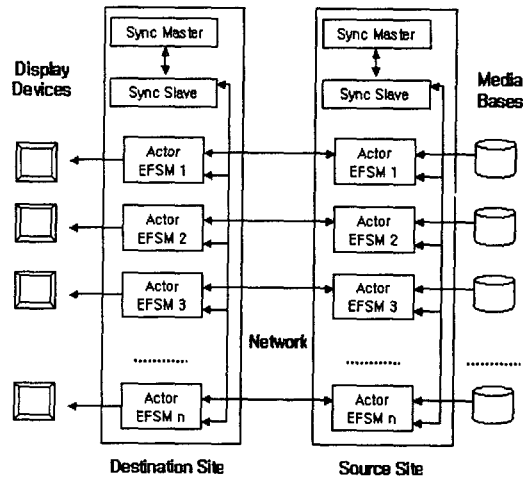 Sync Master
Sync Master
Display
Devices
Sync Slave
Sync Slave
Media
Bases
Actor
EFSM 1
Actor
EFSM 1
Actor
EFSM 2
Actor
EFSM 2
Actor
EFSM 3
Actor
EFSM 3
Network
Actor
EFSM n
Actor
EFSM n
Destination Site
Source Site